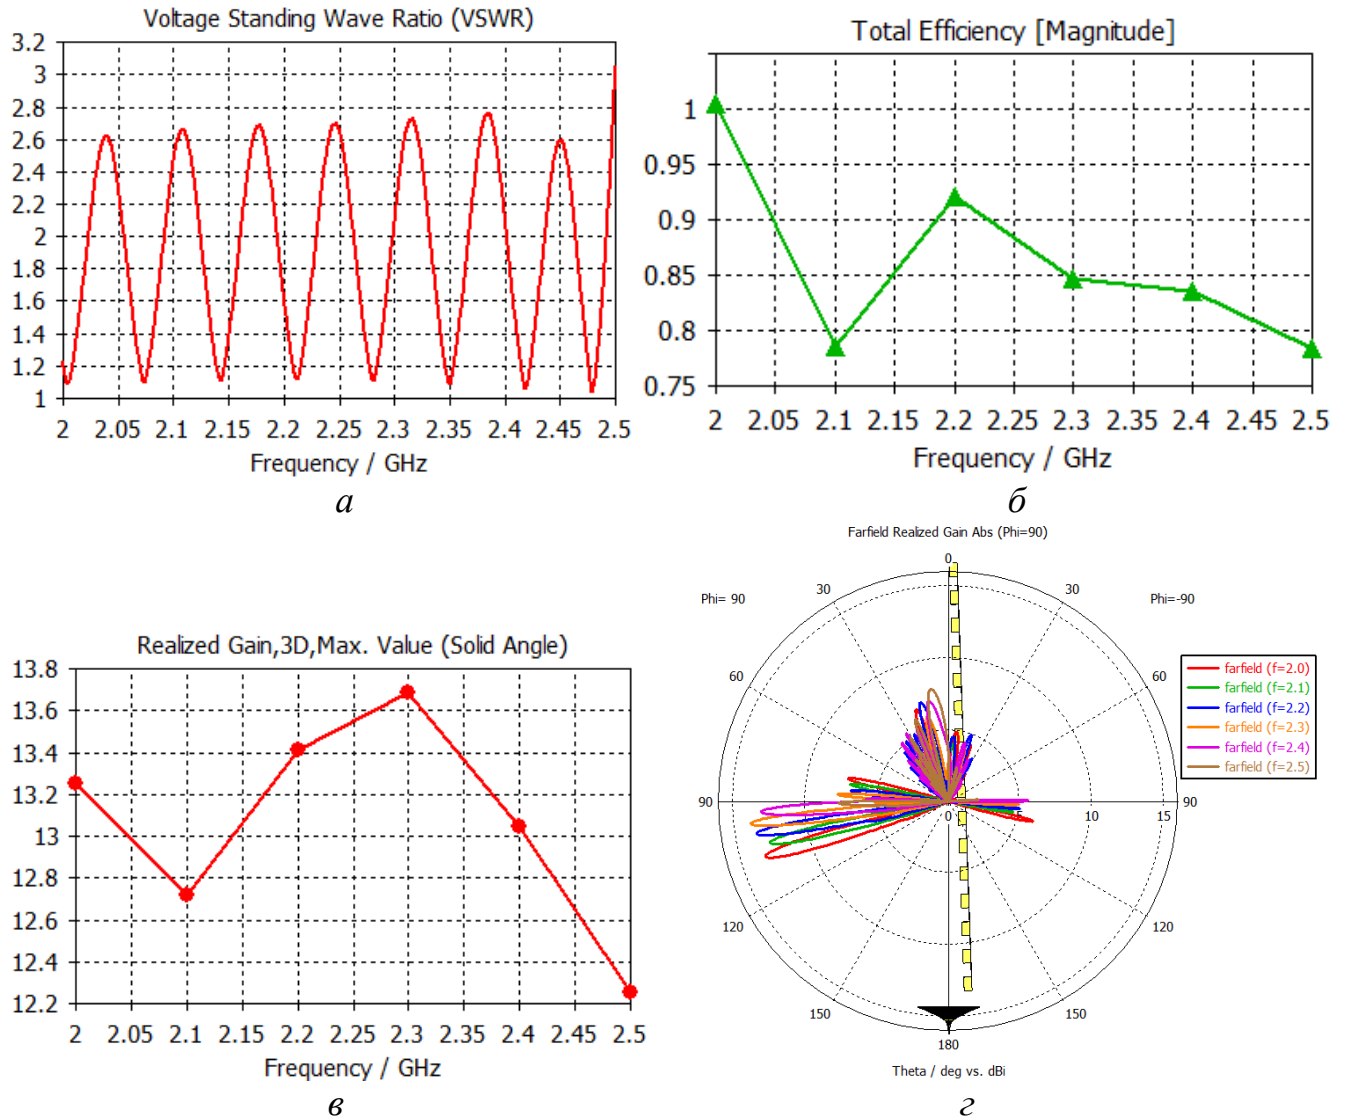 Voltage Standing Wave Ratio (VSWR)
3.2
3
2.8
2.6
2.4
2.2
2
1.8
1.6
1.4
1.2
1
2 2.05 2.1 2.15 2.2 2.25 2.3 2.35 2.4 2.45 2.5
Frequency / GHz
а
Total Efficiency [Magnitude]
1
0.95
0.9
0.85
0.8
0.75
2 2.05 2.1 2.15 2.2 2.25 2.3 2.35 2.4 2.45 2.5
Frequency / GHz
б
Realized Gain,3D,Max. Value (Solid Angle)
13.8
13.6
13.4
13.2
13
12.8
12.6
12.4
12.2
2 2.05 2.1 2.15 2.2 2.25 2.3 2.35 2.4 2.45 2.5
Frequency / GHz
в
Farfield Realized Gain Abs (Phi=90)
0
Phi= 90 30 30 Phi=-90
60 60
90 0 10 15 90
120 120
150 150
180
Theta / deg vs. dBi
farfield (f=2.0)
farfield (f=2.1)
farfield (f=2.2)
farfield (f=2.3)
farfield (f=2.4)
farfield (f=2.5)
г